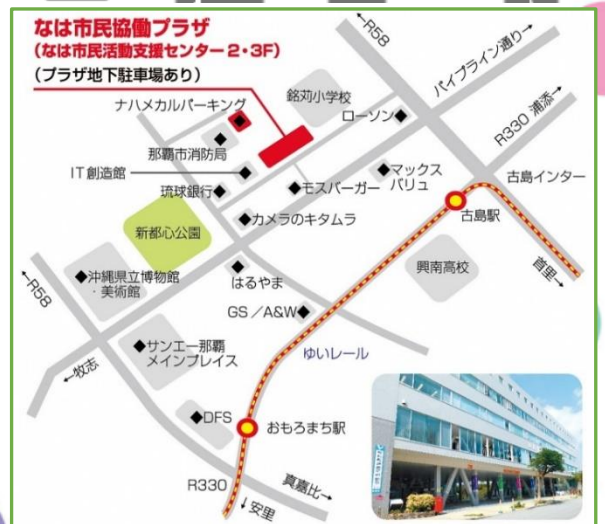 なは市民協働プラザ
(なは市民活動支援センター2・3F)
(プラザ地下駐車場あり)
←R58
パイプライン通り→
ナハメカルパーキング
銘苅小学校
ローソン
R330 浦添→
那覇市消防局
IT創造館
マックス
バリュ
古島インター
琉球銀行
モスバーガー
新都心公園
カメラのキタムラ
古島駅
興南高校
首里→
←R58
沖縄県立博物館
・美術館
はるやま
GS/A&W
サンエー那覇
メインプレイス
ゆいレール
←牧志
DFS
おもろまち駅
R330
真嘉比→
↓安里